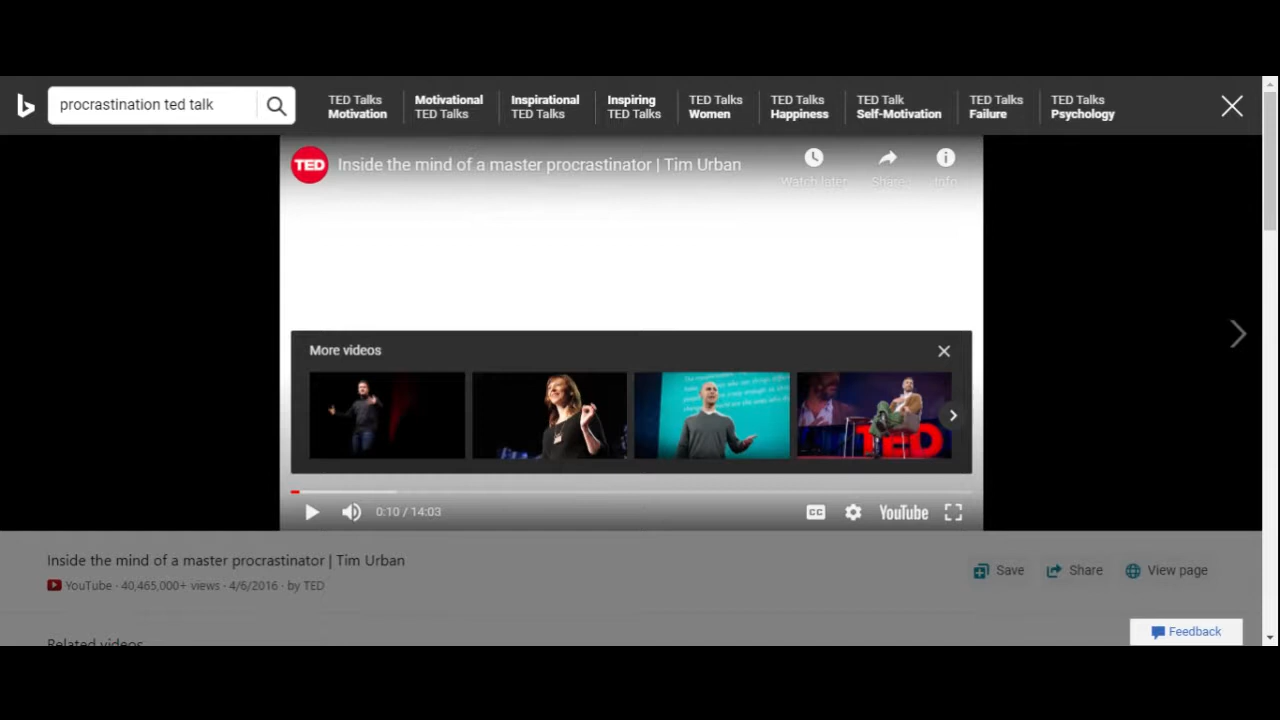 procrastination ted talk
TED Talks
Motivation
Motivational
TED Talks
Inspirational
TED Talks
Inspiring
TED Talks
TED Talks
Women
TED Talks
Happiness
TED Talk
Self-Motivation
TED Talks
Failure
TED Talks
Psychology
TED
Inside the mind of a master procrastinator | Tim Urban
Watch later
Share
Info
More videos
TED
0:10 / 14:03
CC
YouTube
Inside the mind of a master procrastinator | Tim Urban
YouTube · 40,465,000+ views · 4/6/2016 · by TED
Save
Share
View page
Related videos
Feedback